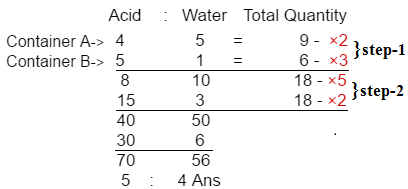 Acid : Water Total Quantity
Container A-> 4 5 = 9 - ×2
Container B-> 5 1 = 6 - ×3 }step-1
8 10 18 - ×5
15 3 18 - ×2 }step-2
40 50
30 6 .
70 56
5 : 4 Ans